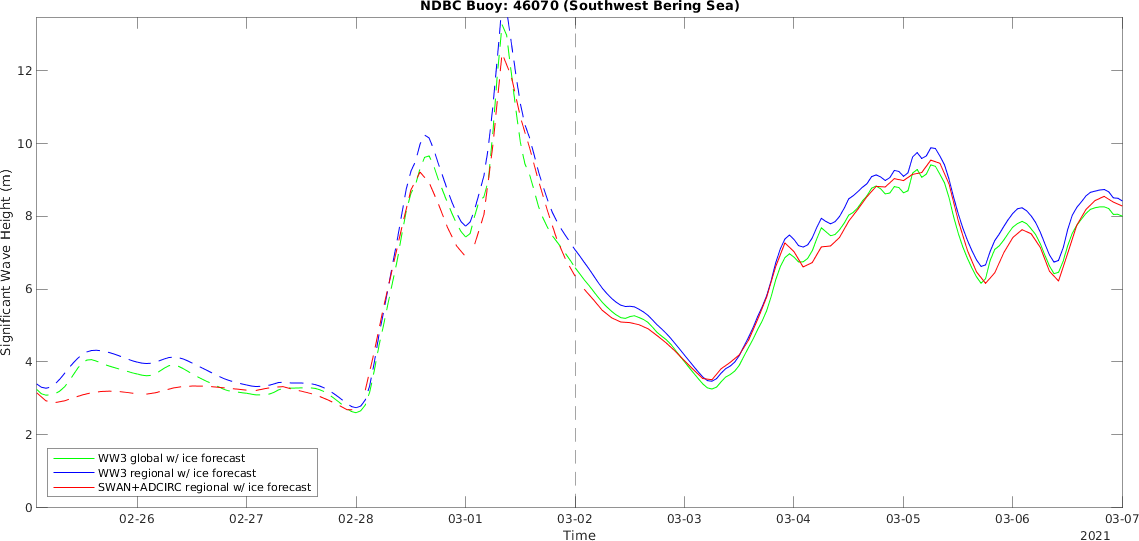 NDBC Buoy: 46070 (Southwest Bering Sea)
12
10
8
6
4
2
0
Significant Wave Height (m)
WW3 global w/ ice forecast
WW3 regional w/ ice forecast
SWAN+ADCIRC regional w/ ice forecast
02-26 02-27 02-28 03-01 03-02 03-03 03-04 03-05 03-06 03-07
Time
2021